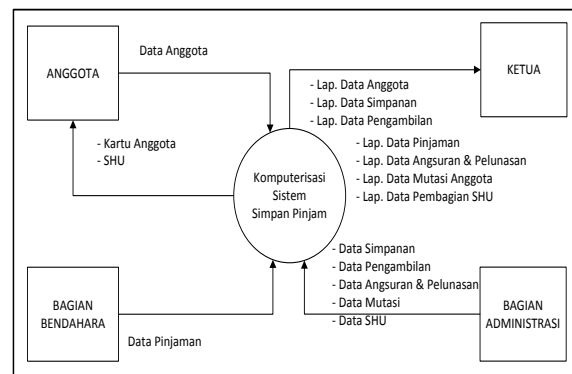 Data Anggota
ANGGOTA
KETUA
- Lap. Data Anggota
- Lap. Data Simpanan
- Lap. Data Pengambilan
- Kartu Anggota
- SHU
- Lap. Data Pinjaman
- Lap. Data Angsuran & Pelunasan
- Lap. Data Mutasi Anggota
- Lap. Data Pembagian SHU
Komputerisasi
Sistem
Simpan Pinjam
- Data Simpanan
- Data Pengambilan
- Data Angsuran & Pelunasan
- Data Mutasi
- Data SHU
BAGIAN
BENDAHARA
Data Pinjaman
BAGIAN
ADMINISTRASI